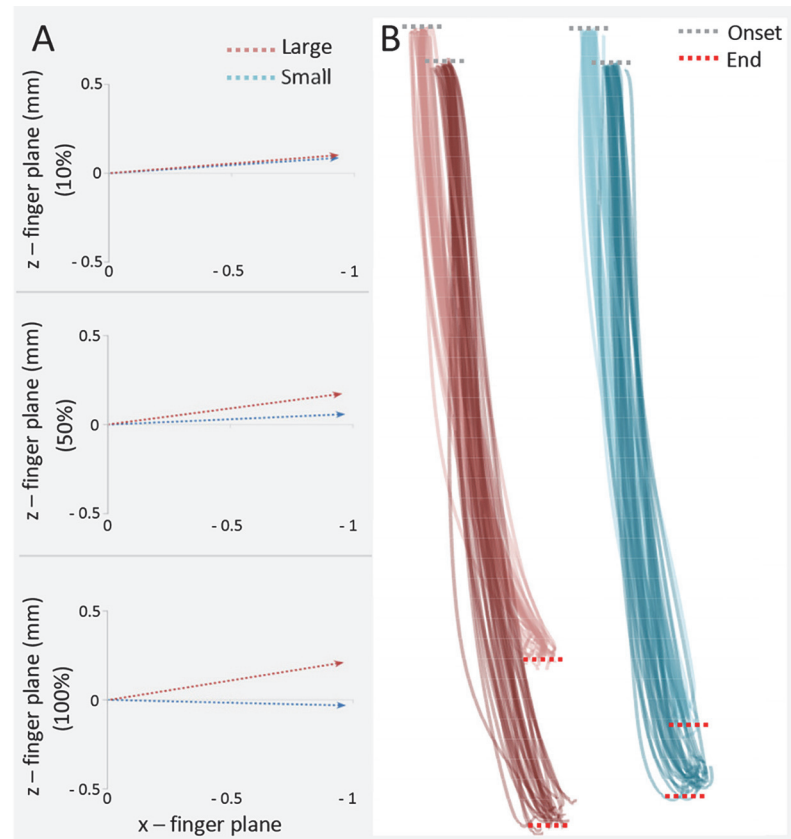 A
Large
Small
z – finger plane (mm)
(10%)
0.5
0
- 0.5
0
- 0.5
- 1
z – finger plane (mm)
(50%)
0.5
0
- 0.5
0
- 0.5
- 1
z – finger plane (mm)
(100%)
0.5
0
- 0.5
0
- 0.5
- 1
x – finger plane
B
Onset
End